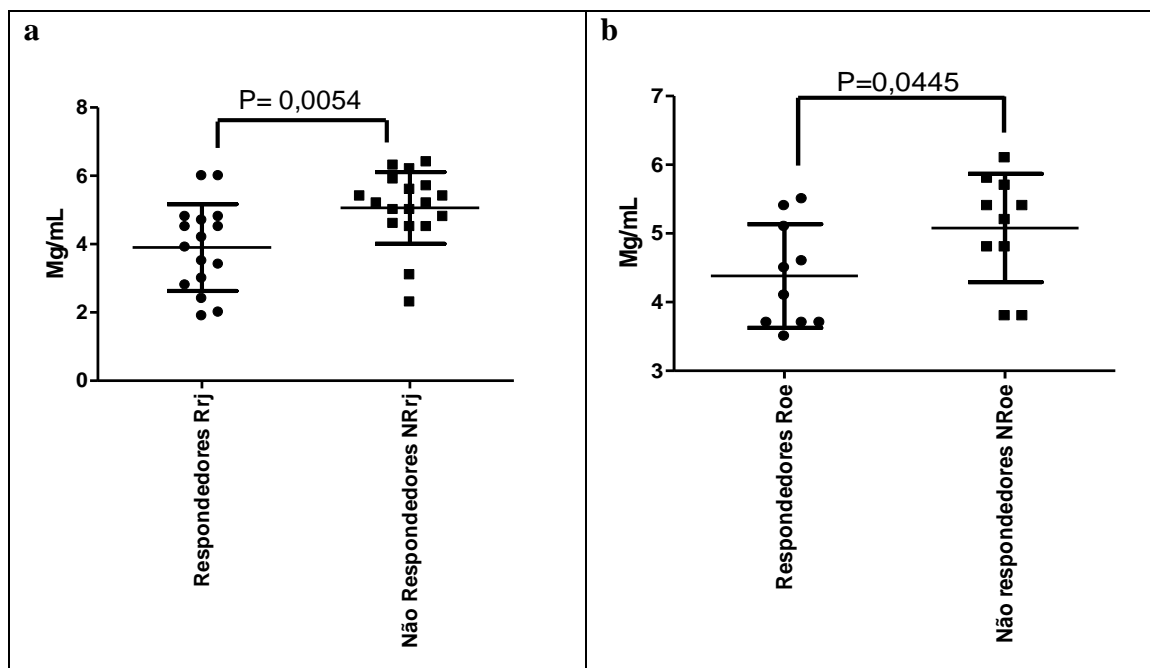 a
P= 0,0054
8
6
4
2
0
Mg/mL
Respondedores Rrj
Não Respondedores NRrj
b
P=0,0445
7
6
5
4
3
Mg/mL
Respondedores Roe
Não respondedores NRoe